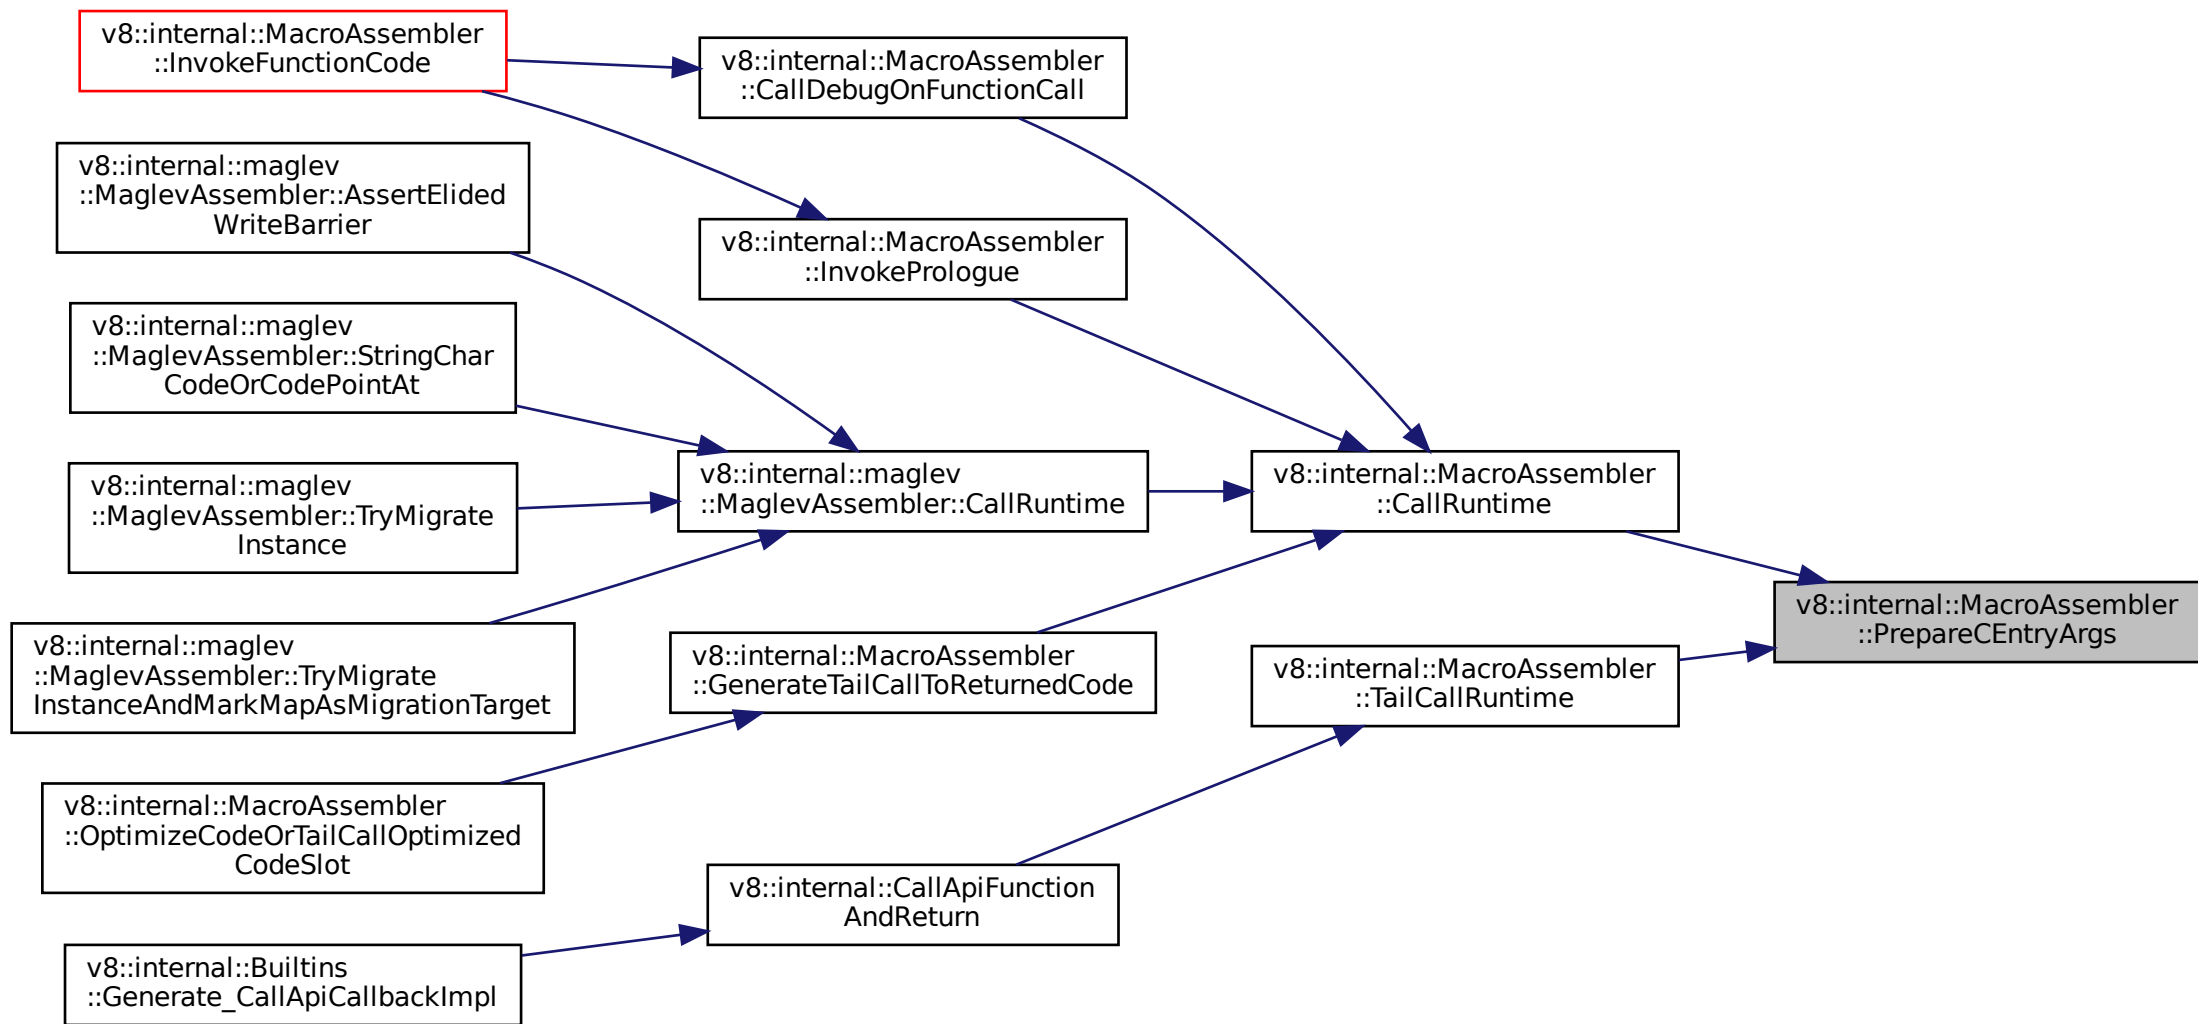 v8::internal::MacroAssembler
::InvokeFunctionCode
v8::internal::MacroAssembler
::CallDebugOnFunctionCall
v8::internal::maglev
::MaglevAssembler::AssertElided
WriteBarrier
v8::internal::MacroAssembler
::InvokePrologue
v8::internal::maglev
::MaglevAssembler::StringChar
CodeOrCodePointAt
v8::internal::maglev
::MaglevAssembler::TryMigrate
Instance
v8::internal::maglev
::MaglevAssembler::CallRuntime
v8::internal::MacroAssembler
::CallRuntime
v8::internal::MacroAssembler
::PrepareCEntryArgs
v8::internal::maglev
::MaglevAssembler::TryMigrate
InstanceAndMarkMapAsMigrationTarget
v8::internal::MacroAssembler
::GenerateTailCallToReturnedCode
v8::internal::MacroAssembler
::TailCallRuntime
v8::internal::MacroAssembler
::OptimizeCodeOrTailCallOptimized
CodeSlot
v8::internal::CallApiFunction
AndReturn
v8::internal::Builtins
::Generate_CallApiCallbackImpl